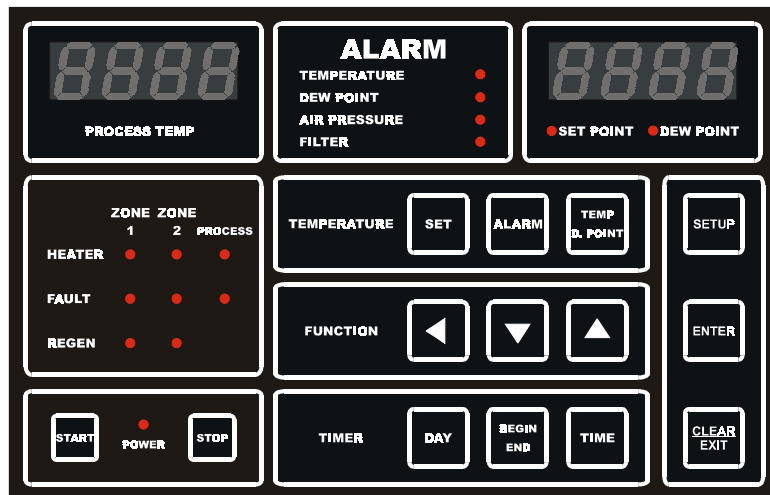 8888
PROCESS TEMP
ALARM
TEMPERATURE
DEW POINT
AIR PRESSURE
FILTER
8888
SET POINT DEW POINT
ZONE ZONE
1 2 PROCESS
HEATER
FAULT
REGEN
TEMPERATURE
SET
ALARM
TEMP
D. POINT
SETUP
FUNCTION
ENTER
START
POWER
STOP
TIMER
DAY
BEGIN
END
TIME
CLEAR
EXIT